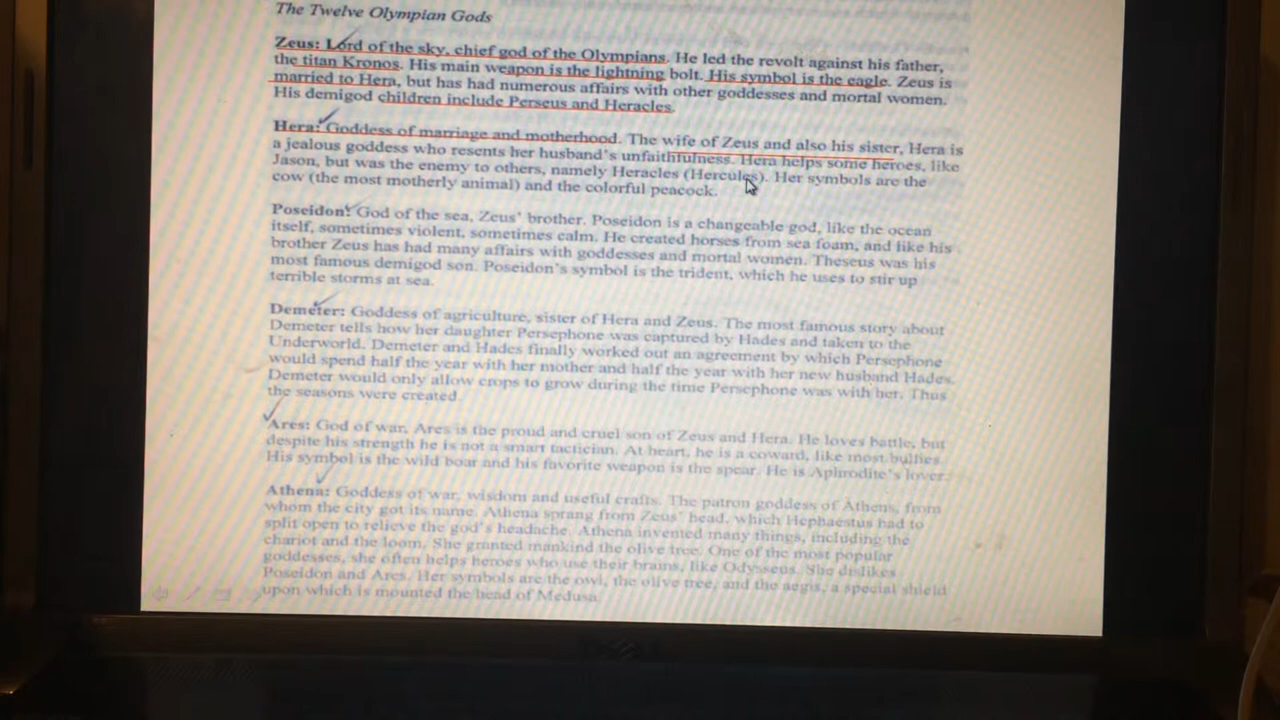 The Twelve Olympian Gods
Zeus: Lord of the sky, chief god of the Olympians. He led the revolt against his father,
the titan Kronos. His main weapon is the lightning bolt. His symbol is the eagle. Zeus is
married to Hera, but has had numerous affairs with other goddesses and mortal women.
His demigod children include Perseus and Heracles.
Hera: Goddess of marriage and motherhood. The wife of Zeus and also his sister, Hera is
a jealous goddess who resents her husband's unfaithfulness. Hera helps some heroes, like
Jason, but was the enemy to others, namely Heracles (Hercules). Her symbols are the
cow (the most motherly animal) and the colorful peacock.
Poseidon: God of the sea, Zeus' brother. Poseidon is a changeable god, like the ocean
itself, sometimes violent, sometimes calm. He created horses from sea foam, and like his
brother Zeus has had many affairs with goddesses and mortal women. Theseus was his
most famous demigod son. Poseidon's symbol is the trident, which he uses to stir up
terrible storms at sea.
Demeter: Goddess of agriculture, sister of Hera and Zeus. The most famous story about
Demeter tells how her daughter Persephone was captured by Hades and taken to the
Underworld. Demeter and Hades finally worked out an agreement by which Persephone
would spend half the year with her mother and half the year with her new husband Hades.
Demeter would only allow crops to grow during the time Persephone was with her. Thus
the seasons were created.
Ares: God of war, Ares is the proud and cruel son of Zeus and Hera. He loves battle, but
despite his strength he is not a smart tactician. At heart, he is a coward, like most bullies.
His symbol is the wild boar and his favorite weapon is the spear. He is Aphrodite's lover.
Athena: Goddess of war, wisdom and useful crafts. The patron goddess of Athens, from
whom the city got its name. Athena sprang from Zeus' head, which Hephaestus had to
split open to relieve the god's headache. Athena invented many things, including the
chariot and the loom. She granted mankind the olive tree. One of the most popular
goddesses, she often helps heroes who use their brains, like Odysseus. She dislikes
Poseidon and Ares. Her symbols are the owl, the olive tree, and the aegis, a special shield
upon which is mounted the head of Medusa.